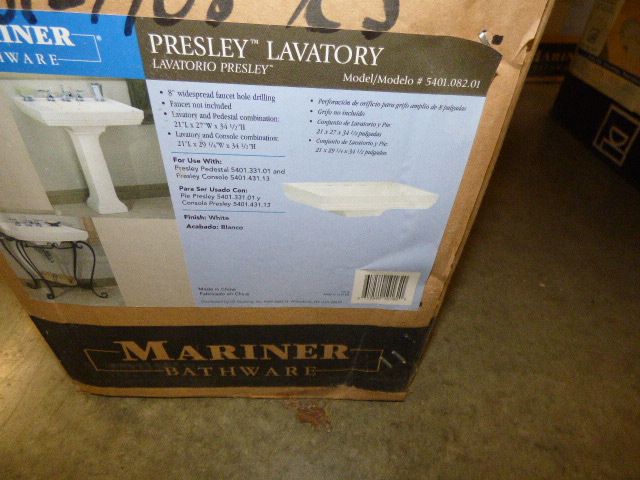 INER®
HWARE
PRESLEY™ LAVATORY
LAVATORIO PRESLEY™
Model/Modelo # 5401.082.01
• 8" widespread faucet hole drilling
• Faucet not included
• Lavatory and Pedestal combination:
21"L x 27"W x 34 1/2"H
• Lavatory and Console combination:
21"L x 29 1/4"W x 34 1/2"H
• Perforación de orificio para grifo amplio de 8 pulgadas
• Grifo no incluido
• Conjunto de Lavatorio y Pie:
21 x 27 x 34 1/2 pulgadas
• Conjunto de Lavatorio y Pie:
21 x 29 1/4 x 34 1/2 pulgadas
For Use With:
Presley Pedestal 5401.331.01 and
Presley Console 5401.431.13
Para Ser Usado Con:
Pie Presley 5401.331.01 y
Consola Presley 5401.431.13
Finish: White
Acabado: Blanco
Made in China
Fabricado en China
MARINER
BATHWARE